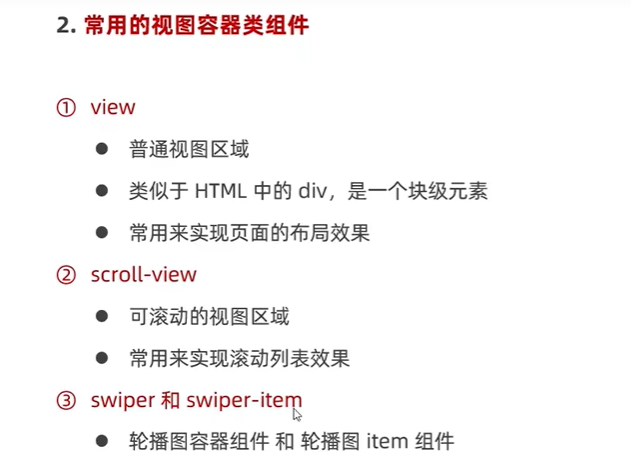 2. 常用的视图容器类组件
① view
● 普通视图区域
● 类似于 HTML 中的 div，是一个块级元素
● 常用来实现页面的布局效果
② scroll-view
● 可滚动的视图区域
● 常用来实现滚动列表效果
③ swiper 和 swiper-item
● 轮播图容器组件 和 轮播图 item 组件